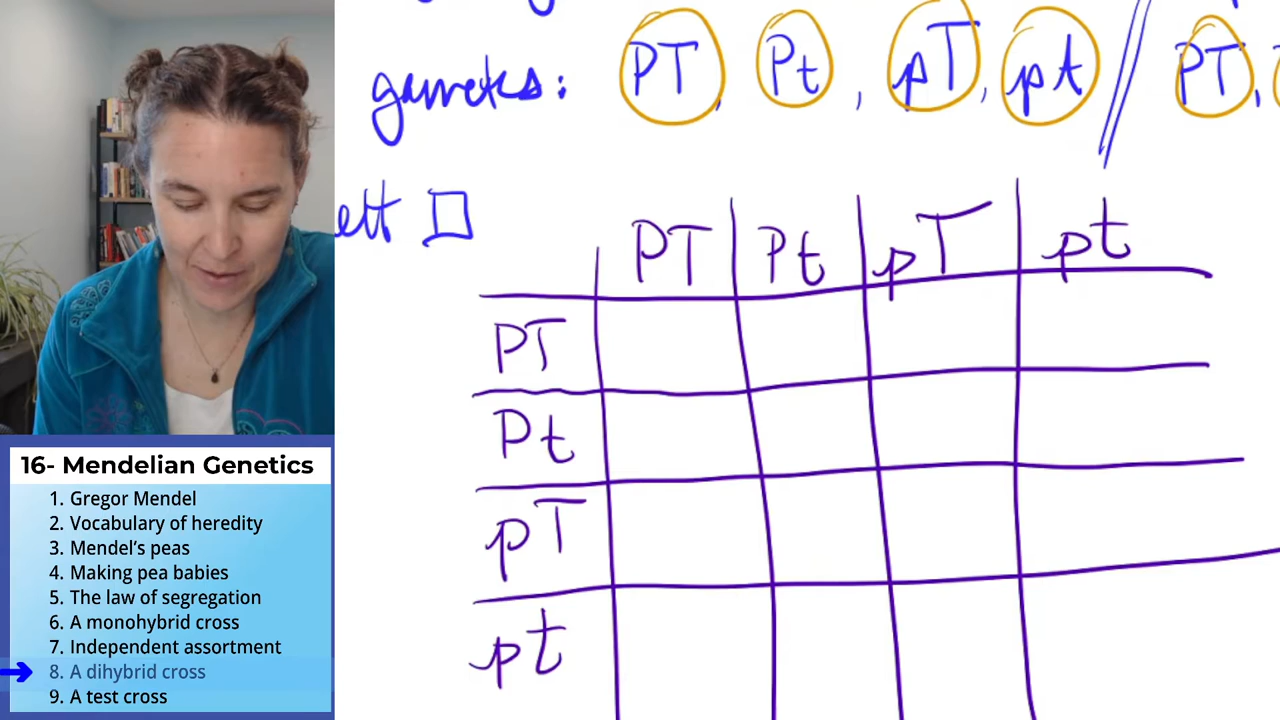 gametes: PT, Pt, pT, pt // PT,
ett □
PT Pt pT pt
PT
Pt
pT
pt
16- Mendelian Genetics
1. Gregor Mendel
2. Vocabulary of heredity
3. Mendel's peas
4. Making pea babies
5. The law of segregation
6. A monohybrid cross
7. Independent assortment
8. A dihybrid cross
9. A test cross